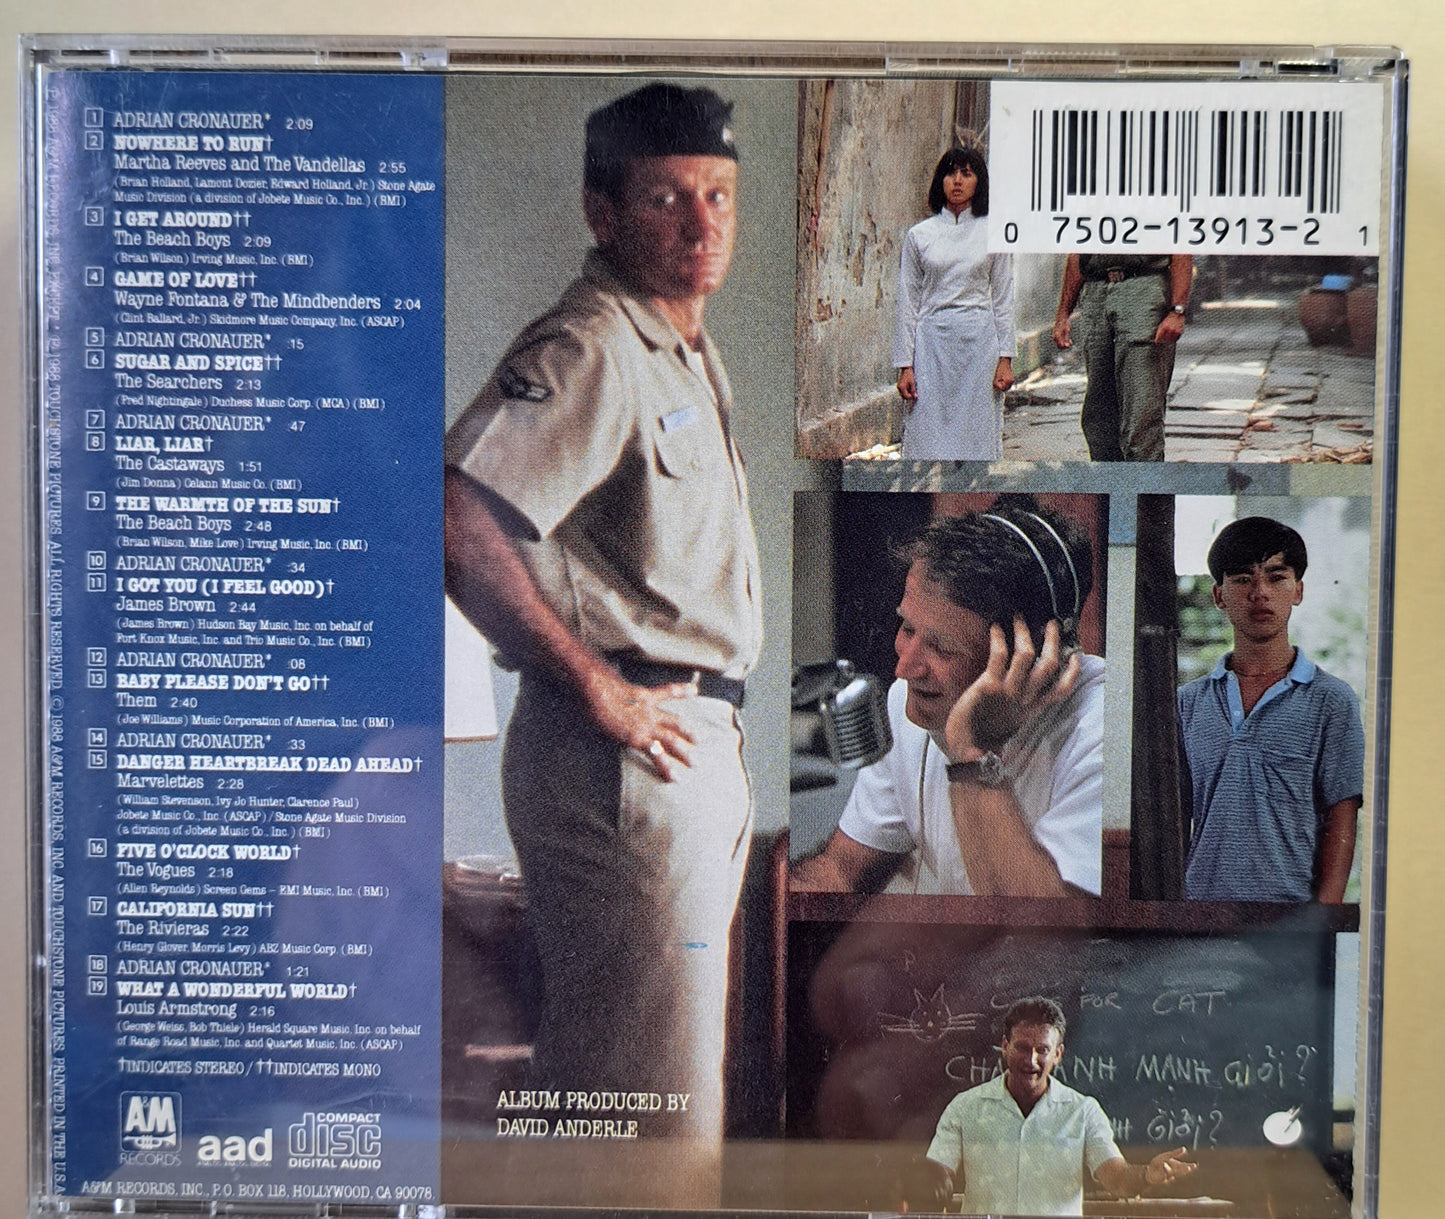 1 ADRIAN CRONAUER* 2:09
2 NOWHERE TO RUN†
Martha Reeves and The Vandellas 2:55
(Brian Holland, Lamont Dozier, Edward Holland, Jr.) Stone Agate
Music Division (a division of Jobete Music Co., Inc.) (BMI)
3 I GET AROUND††
The Beach Boys 2:09
(Brian Wilson) Irving Music, Inc. (BMI)
4 GAME OF LOVE††
Wayne Fontana & The Mindbenders 2:04
(Clint Ballard, Jr.) Skidmore Music Company, Inc. (ASCAP)
5 ADRIAN CRONAUER* :15
6 SUGAR AND SPICE††
The Searchers 2:13
(Fred Nightingale) Duchess Music Corp. (MCA) (BMI)
7 ADRIAN CRONAUER* :47
8 LIAR, LIAR†
The Castaways 1:51
(Jim Donna) Celann Music Co. (BMI)
9 THE WARMTH OF THE SUN†
The Beach Boys 2:48
(Brian Wilson, Mike Love) Irving Music, Inc. (BMI)
10 ADRIAN CRONAUER* :34
11 I GOT YOU (I FEEL GOOD)†
James Brown 2:44
(James Brown) Hudson Bay Music, Inc. on behalf of
Fort Knox Music, Inc. and Trio Music Co., Inc. (BMI)
12 ADRIAN CRONAUER* :08
13 BABY PLEASE DON'T GO††
Them 2:40
(Joe Williams) Music Corporation of America, Inc. (BMI)
14 ADRIAN CRONAUER* :33
15 DANGER HEARTBREAK DEAD AHEAD†
Marvelettes 2:28
(William Stevenson, Ivy Jo Hunter, Clarence Paul)
Jobete Music Co., Inc. (ASCAP)/Stone Agate Music Division
(a division of Jobete Music Co., Inc.) (BMI)
16 FIVE O'CLOCK WORLD†
The Vogues 2:18
(Allen Reynolds) Screen Gems – EMI Music, Inc. (BMI)
17 CALIFORNIA SUN††
The Rivieras 2:22
(Henry Glover, Morris Levy) ABZ Music Corp. (BMI)
18 ADRIAN CRONAUER* 1:21
19 WHAT A WONDERFUL WORLD†
Louis Armstrong 2:16
(George Weiss, Bob Thiele) Herald Square Music, Inc. on behalf
of Range Road Music, Inc. and Quartet Music, Inc. (ASCAP)
†INDICATES STEREO/††INDICATES MONO
A&M
RECORDS
aad
COMPACT
disc
DIGITAL AUDIO
A&M RECORDS, INC., P.O. BOX 118, HOLLYWOOD, CA 90078.
1988 TOUCHSTONE PICTURES. ALL RIGHTS RESERVED. © 1988 A&M RECORDS, INC. AND TOUCHSTONE PICTURES. PRINTED IN THE U.S.A.
ALBUM PRODUCED BY
DAVID ANDERLE
0 7502-13913-2 1
FOR CAT
MẠNH GIỎI?
GIỎI?